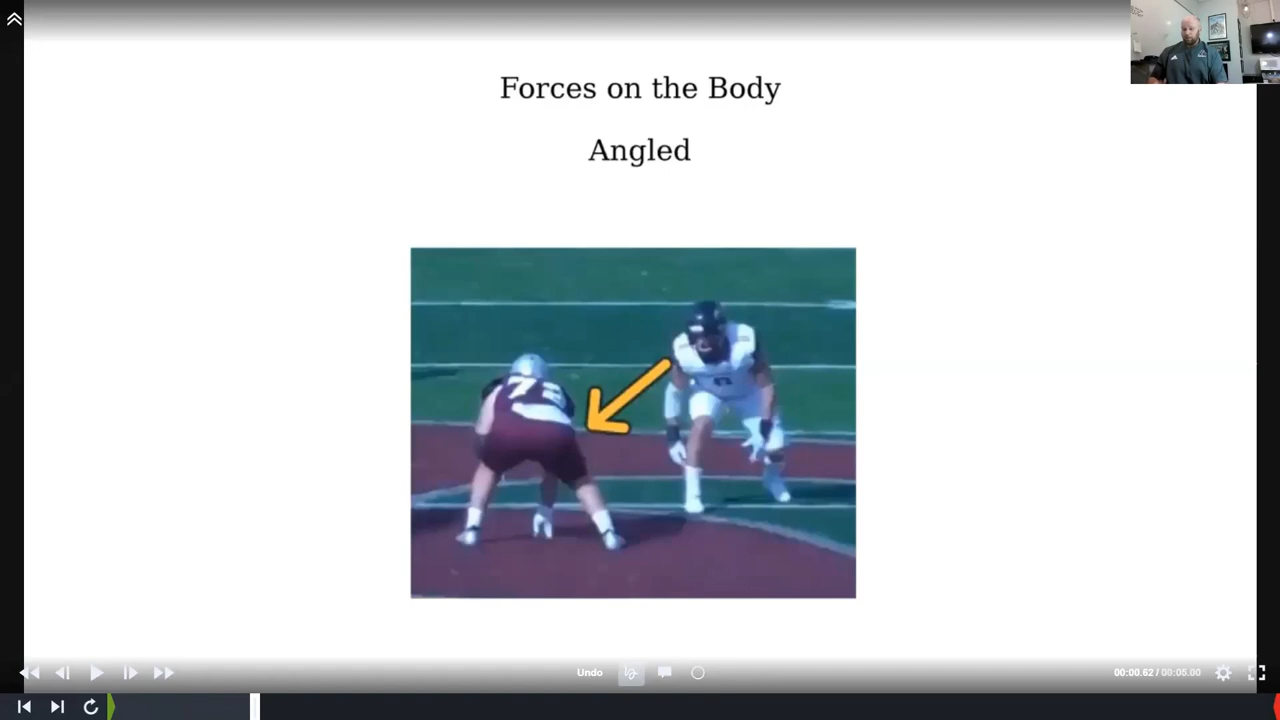 Forces on the Body
Angled
72
Undo
00:00.62 / 00:05.00